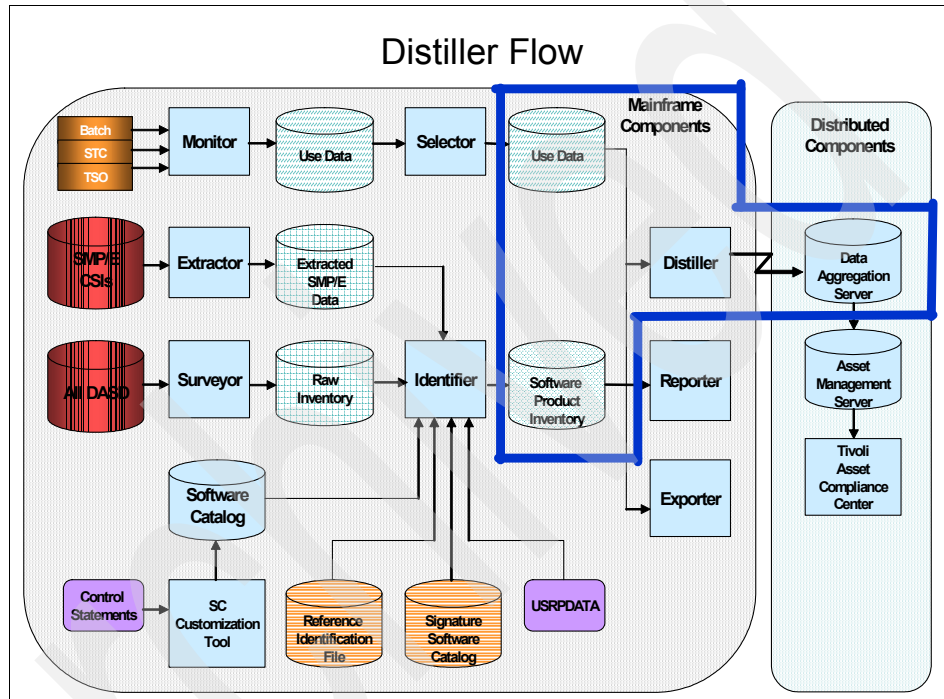 Distiller Flow
Mainframe
Components
Distributed
Components
Batch
STC
TSO
Monitor
Use Data
Selector
Use Data
SMP/E
CSIs
Extractor
Extracted
SMP/E
Data
Distiller
Data
Aggregation
Server
All DASD
Surveyor
Raw
Inventory
Identifier
Software
Product
Inventory
Reporter
Asset
Management
Server
Software
Catalog
Exporter
Tivoli
Asset
Compliance
Center
Control
Statements
SC
Customization
Tool
Reference
Identification
File
Signature
Software
Catalog
USRPDATA